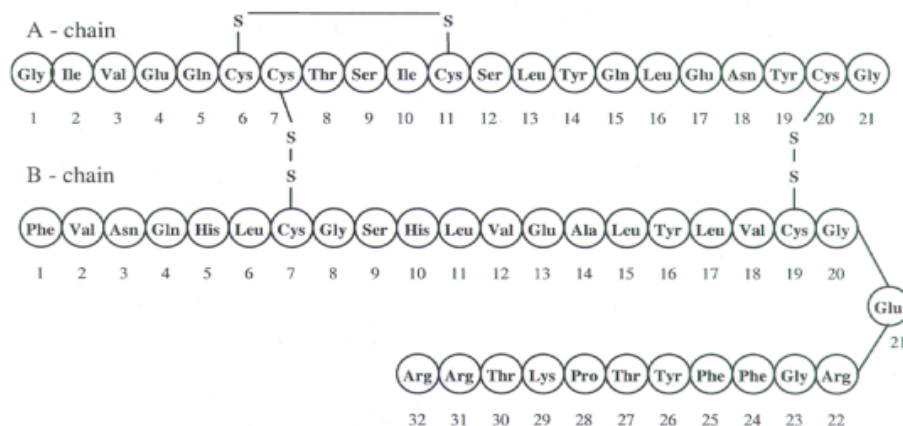 S S
A - chain
Gly Ile Val Glu Gln Cys Cys Thr Ser Ile Cys Ser Leu Tyr Gln Leu Glu Asn Tyr Cys Gly
1 2 3 4 5 6 7 8 9 10 11 12 13 14 15 16 17 18 19 20 21
S S
B - chain S S
Phe Val Asn Gln His Leu Cys Gly Ser His Leu Val Glu Ala Leu Tyr Leu Val Cys Gly
1 2 3 4 5 6 7 8 9 10 11 12 13 14 15 16 17 18 19 20
Glu
21
Arg Arg Thr Lys Pro Thr Tyr Phe Phe Gly Arg
32 31 30 29 28 27 26 25 24 23 22